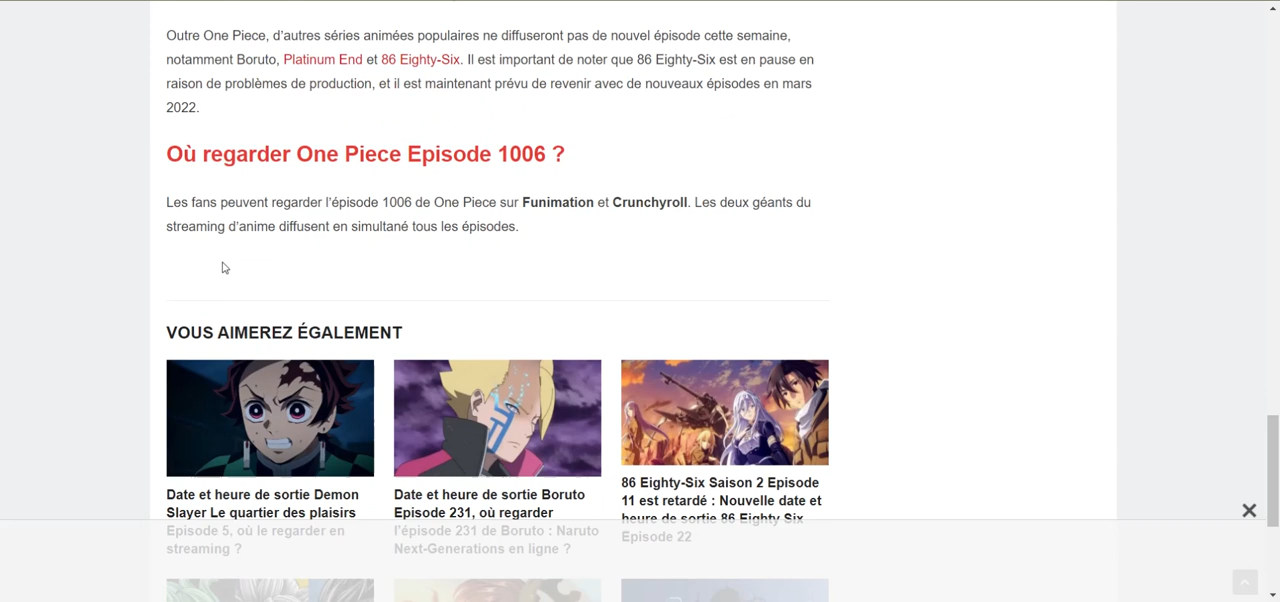 Outre One Piece, d’autres séries animées populaires ne diffuseront pas de nouvel épisode cette semaine,
notamment Boruto, Platinum End et 86 Eighty-Six. Il est important de noter que 86 Eighty-Six est en pause en
raison de problèmes de production, et il est maintenant prévu de revenir avec de nouveaux épisodes en mars
2022.
Où regarder One Piece Episode 1006 ?
Les fans peuvent regarder l’épisode 1006 de One Piece sur Funimation et Crunchyroll. Les deux géants du
streaming d’anime diffusent en simultané tous les épisodes.
VOUS AIMEREZ ÉGALEMENT
Date et heure de sortie Demon
Slayer Le quartier des plaisirs
Episode 5, où le regarder en
streaming ?
Date et heure de sortie Boruto
Episode 231, où regarder
l’épisode 231 de Boruto : Naruto
Next-Generations en ligne ?
86 Eighty-Six Saison 2 Episode
11 est retardé : Nouvelle date et
heure de sortie 86 Eighty Six
Episode 22